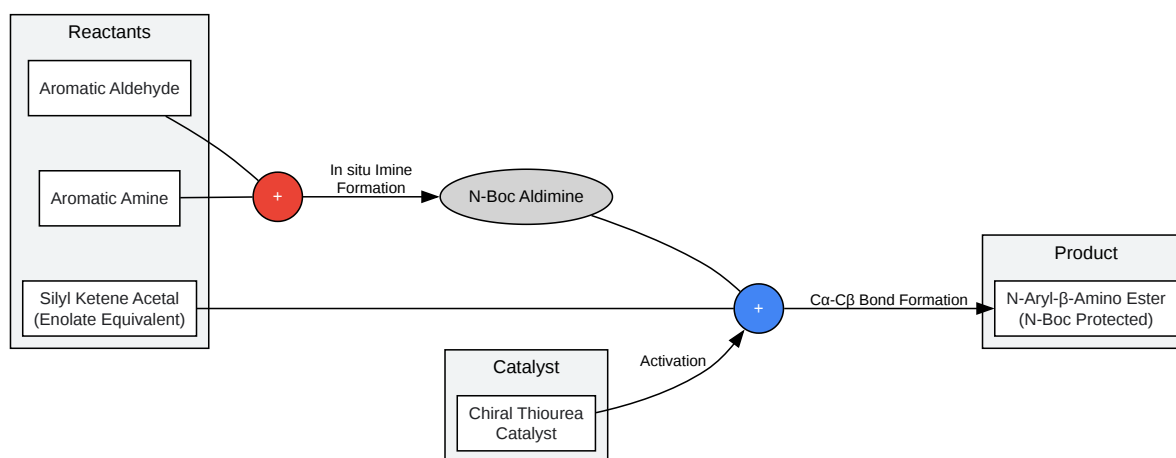 Reactants
Aromatic Aldehyde
Aromatic Amine
Silyl Ketene Acetal
(Enolate Equivalent)
+
In situ Imine
Formation
N-Boc Aldimine
+
Cα-Cβ Bond Formation
Activation
Catalyst
Chiral Thiourea
Catalyst
Product
N-Aryl-β-Amino Ester
(N-Boc Protected)